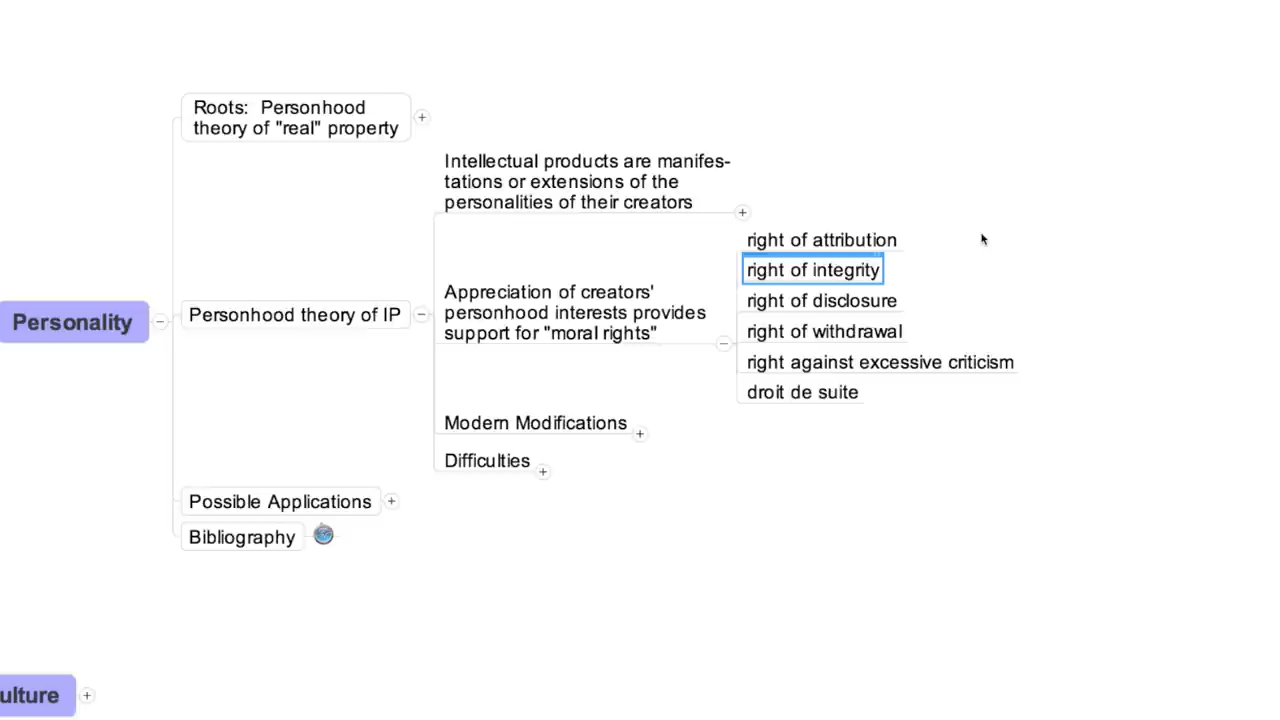 Roots:  Personhood
theory of "real" property
Intellectual products are manifes-
tations or extensions of the
personalities of their creators
right of attribution
right of integrity
right of disclosure
right of withdrawal
right against excessive criticism
droit de suite
Appreciation of creators'
personhood interests provides
support for "moral rights"
Personality
Personhood theory of IP
Modern Modifications
Difficulties
Possible Applications
Bibliography
ulture